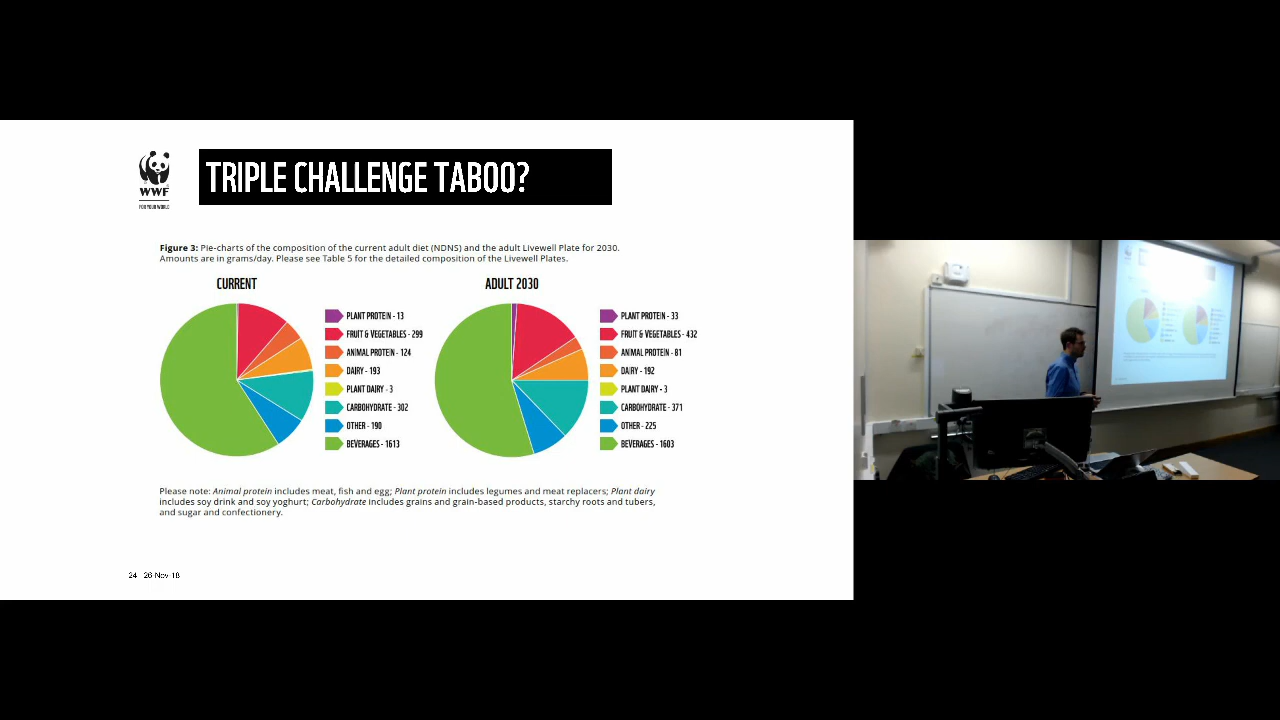 TRIPLE CHALLENGE TABOO?
WWF
FOR YOUR WORLD
Figure 3: Pie-charts of the composition of the current adult diet (NDNS) and the adult Livewell Plate for 2030.
Amounts are in grams/day. Please see Table 5 for the detailed composition of the Livewell Plates.
CURRENT
PLANT PROTEIN - 13
FRUIT & VEGETABLES - 299
ANIMAL PROTEIN - 124
DAIRY - 193
PLANT DAIRY - 3
CARBOHYDRATE - 302
OTHER - 190
BEVERAGES - 1613
ADULT 2030
PLANT PROTEIN - 33
FRUIT & VEGETABLES - 432
ANIMAL PROTEIN - 81
DAIRY - 192
PLANT DAIRY - 3
CARBOHYDRATE - 371
OTHER - 225
BEVERAGES - 1603
Please note: Animal protein includes meat, fish and egg; Plant protein includes legumes and meat replacers; Plant dairy
includes soy drink and soy yoghurt; Carbohydrate includes grains and grain-based products, starchy roots and tubers,
and sugar and confectionery.
24 26-Nov-18